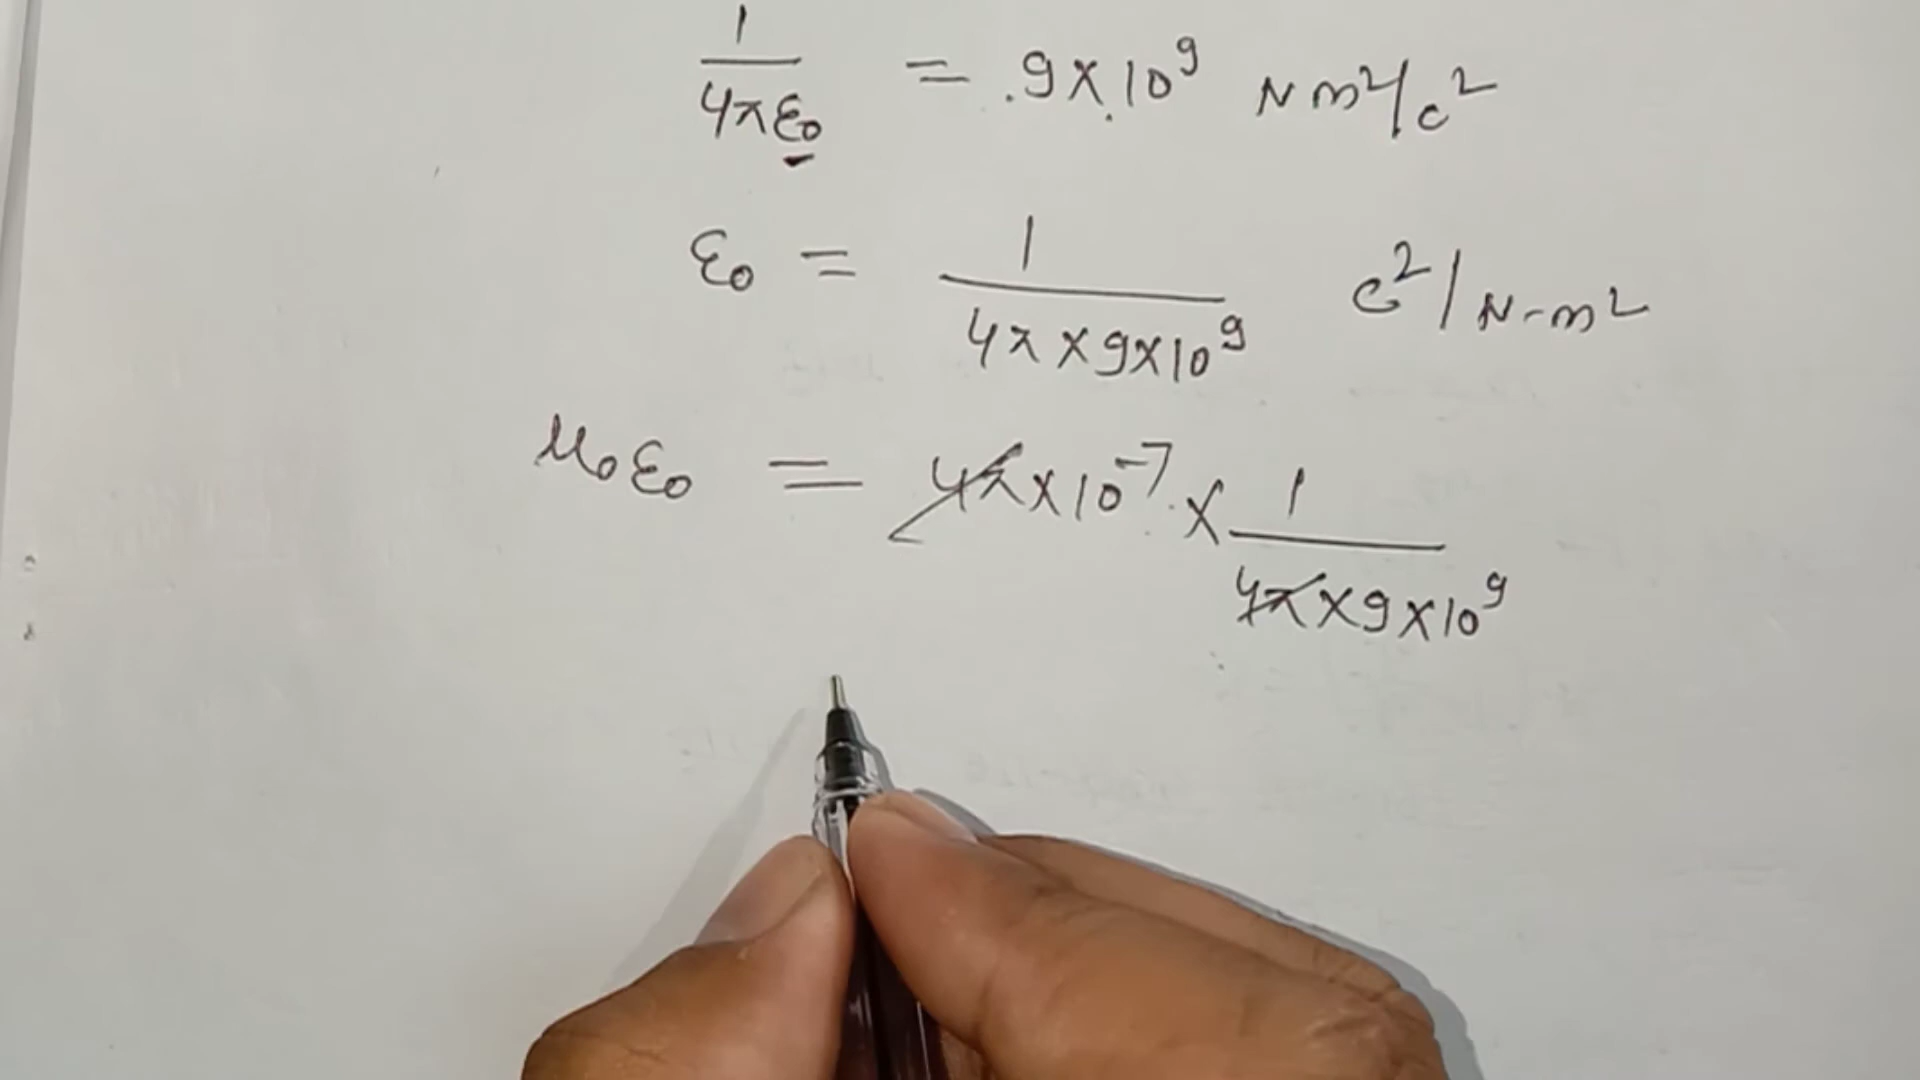 1/4πε₀ = 9×10⁹ Nm²/C²
ε₀ = 1/4π×9×10⁹ C²/N-m²
μ₀ε₀ = 4π×10⁻⁷ × 1/4π×9×10⁹